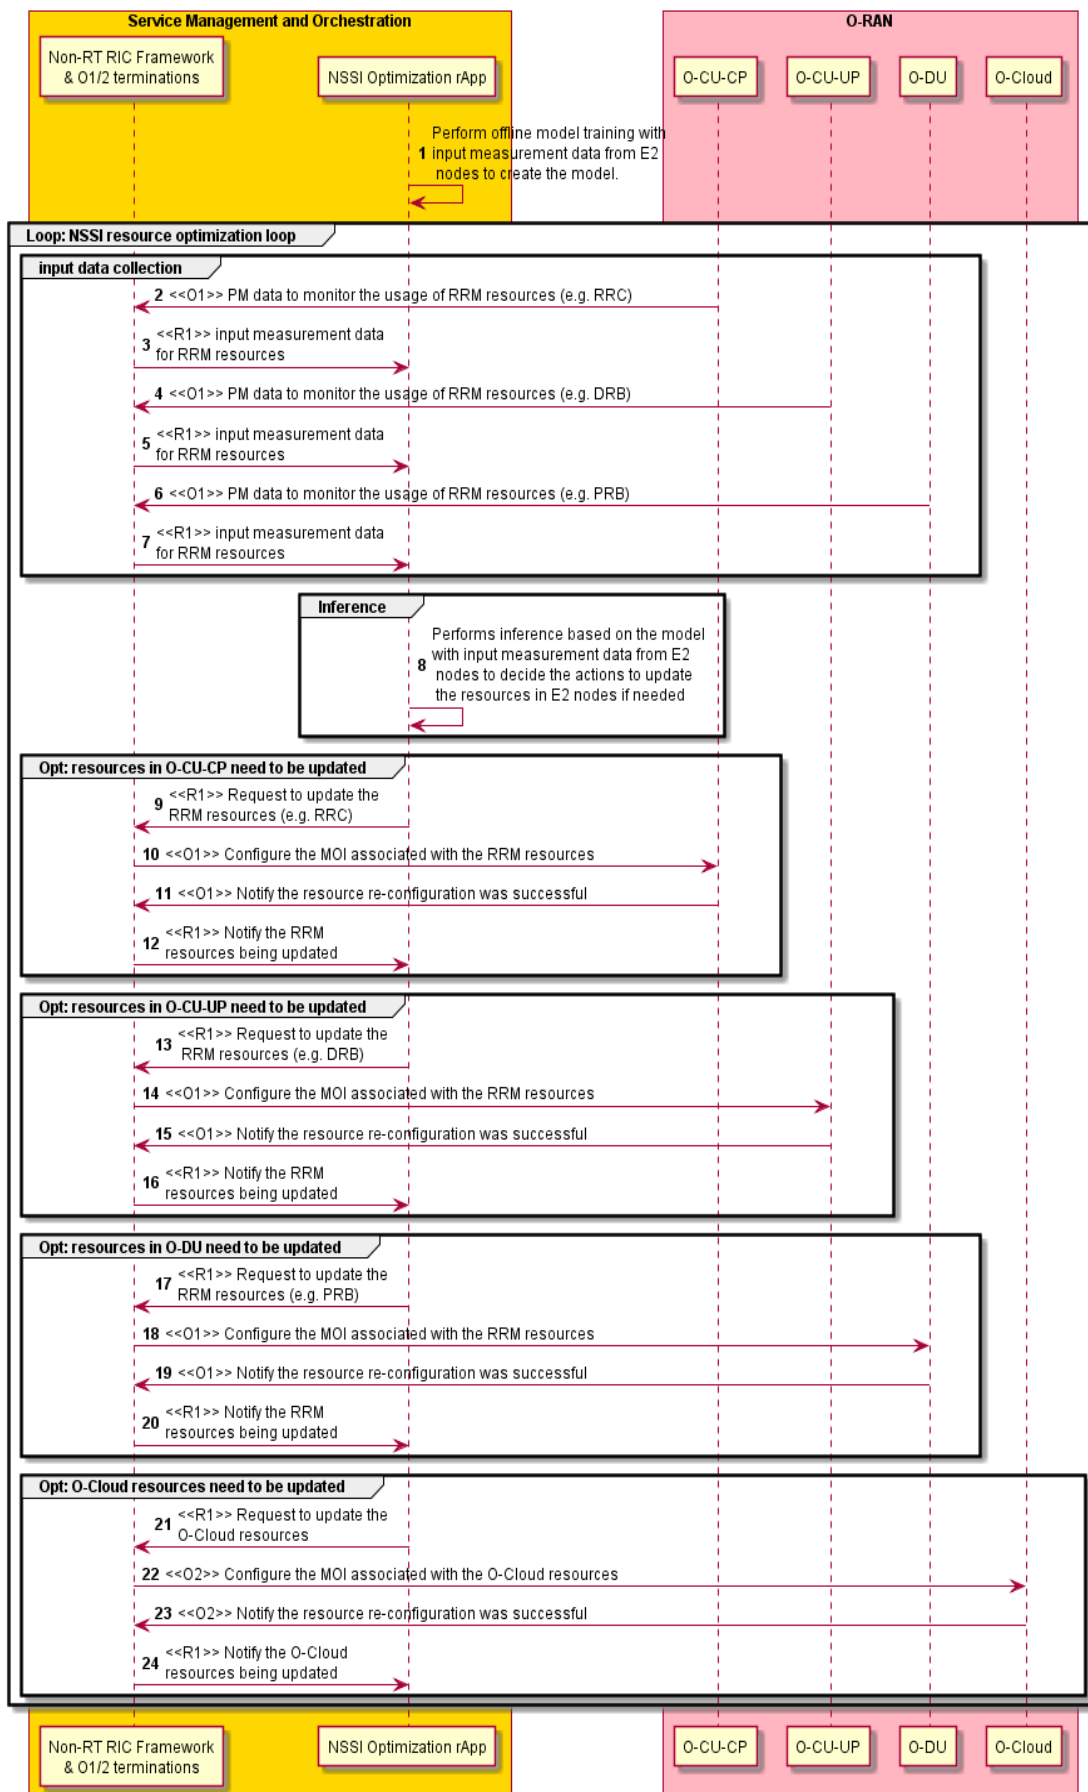 Service Management and Orchestration
O-RAN
Non-RT RIC Framework
& O1/2 terminations
NSSI Optimization rApp
O-CU-CP
O-CU-UP
O-DU
O-Cloud
Perform offline model training with
1 input measurement data from E2
nodes to create the model.
Loop: NSSI resource optimization loop
input data collection
2 <<O1>> PM data to monitor the usage of RRM resources (e.g. RRC)
3 <<R1>> input measurement data
for RRM resources
4 <<O1>> PM data to monitor the usage of RRM resources (e.g. DRB)
5 <<R1>> input measurement data
for RRM resources
6 <<O1>> PM data to monitor the usage of RRM resources (e.g. PRB)
7 <<R1>> input measurement data
for RRM resources
Inference
Performs inference based on the model
with input measurement data from E2
8 nodes to decide the actions to update
the resources in E2 nodes if needed
Opt: resources in O-CU-CP need to be updated
9 <<R1>> Request to update the
RRM resources (e.g. RRC)
10 <<O1>> Configure the MOI associated with the RRM resources
11 <<O1>> Notify the resource re-configuration was successful
12 <<R1>> Notify the RRM
resources being updated
Opt: resources in O-CU-UP need to be updated
13 <<R1>> Request to update the
RRM resources (e.g. DRB)
14 <<O1>> Configure the MOI associated with the RRM resources
15 <<O1>> Notify the resource re-configuration was successful
16 <<R1>> Notify the RRM
resources being updated
Opt: resources in O-DU need to be updated
17 <<R1>> Request to update the
RRM resources (e.g. PRB)
18 <<O1>> Configure the MOI associated with the RRM resources
19 <<O1>> Notify the resource re-configuration was successful
20 <<R1>> Notify the RRM
resources being updated
Opt: O-Cloud resources need to be updated
21 <<R1>> Request to update the
O-Cloud resources
22 <<O2>> Configure the MOI associated with the O-Cloud resources
23 <<O2>> Notify the resource re-configuration was successful
24 <<R1>> Notify the O-Cloud
resources being updated
Non-RT RIC Framework
& O1/2 terminations
NSSI Optimization rApp
O-CU-CP
O-CU-UP
O-DU
O-Cloud